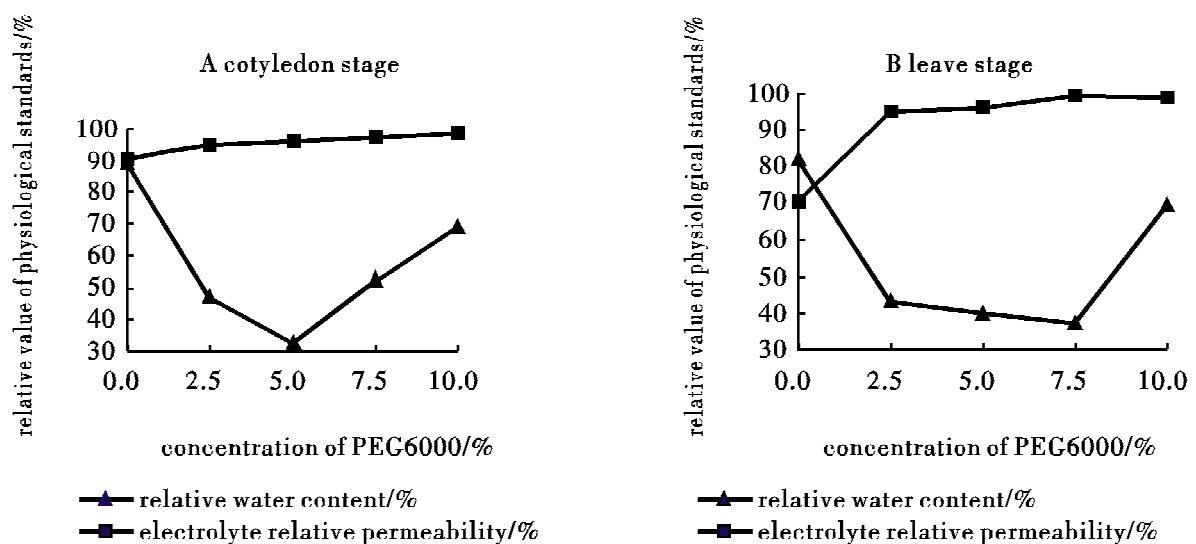 A cotyledon stage
relative value of physiological standards/%
100
90
80
70
60
50
40
30
0.0 2.5 5.0 7.5 10.0
concentration of PEG6000/%
relative water content/%
electrolyte relative permeability/%
B leave stage
relative value of physiological standards/%
100
90
80
70
60
50
40
30
0.0 2.5 5.0 7.5 10.0
concentration of PEG6000/%
relative water content/%
electrolyte relative permeability/%